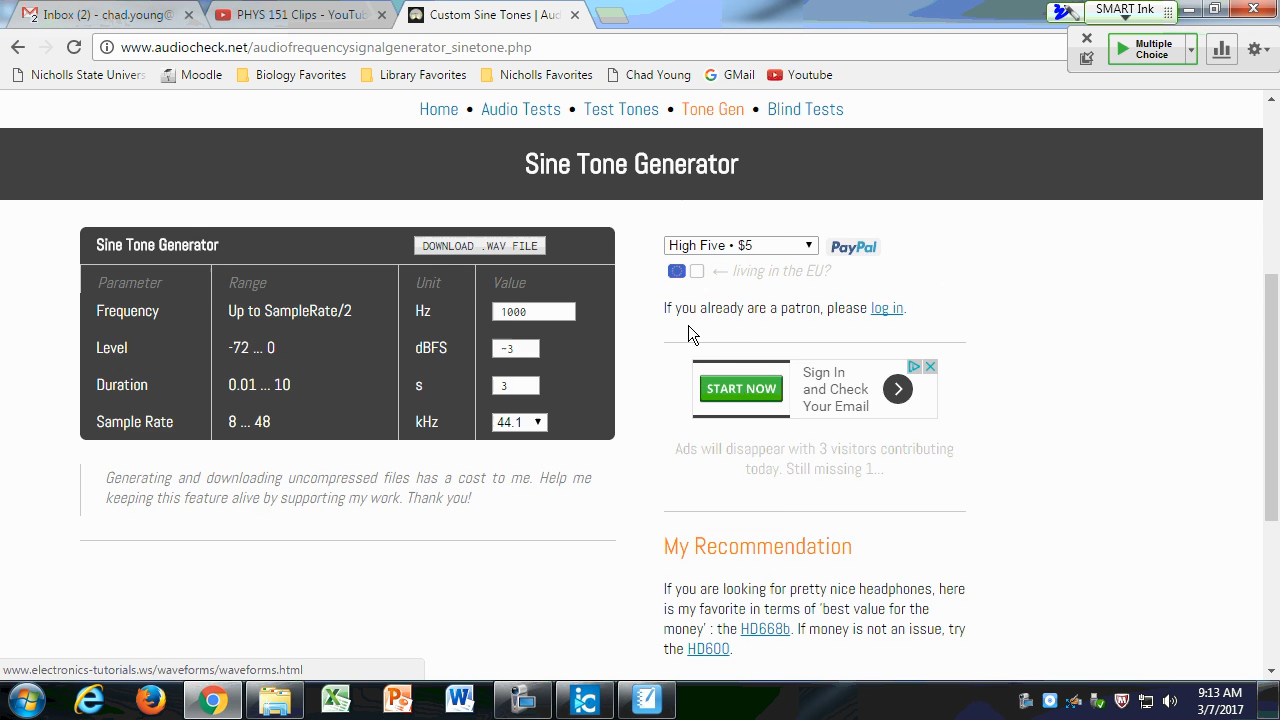 Inbox (2) - chad.young@
PHYS 151 Clips - YouTu
Custom Sine Tones | Aud
SMART Ink
www.audiocheck.net/audiofrequencysignalgenerator_sinetone.php
Multiple
Choice
Nicholls State Univers
Moodle
Biology Favorites
Library Favorites
Nicholls Favorites
Chad Young
GMail
Youtube
Home • Audio Tests • Test Tones • Tone Gen • Blind Tests
Sine Tone Generator
Sine Tone Generator
DOWNLOAD .WAV FILE
Parameter Range Unit Value
Frequency Up to SampleRate/2 Hz 1000
Level -72 ... 0 dBFS -3
Duration 0.01 ... 10 s 3
Sample Rate 8 ... 48 kHz 44.1
Generating and downloading uncompressed files has a cost to me. Help me
keeping this feature alive by supporting my work. Thank you!
High Five • $5
PayPal
← living in the EU?
If you already are a patron, please log in.
START NOW
Sign In
and Check
Your Email
Ads will disappear with 3 visitors contributing
today. Still missing 1...
My Recommendation
If you are looking for pretty nice headphones, here
is my favorite in terms of 'best value for the
money' : the HD668b. If money is not an issue, try
the HD600.
www.electronics-tutorials.ws/waveforms/waveforms.html
9:13 AM
3/7/2017